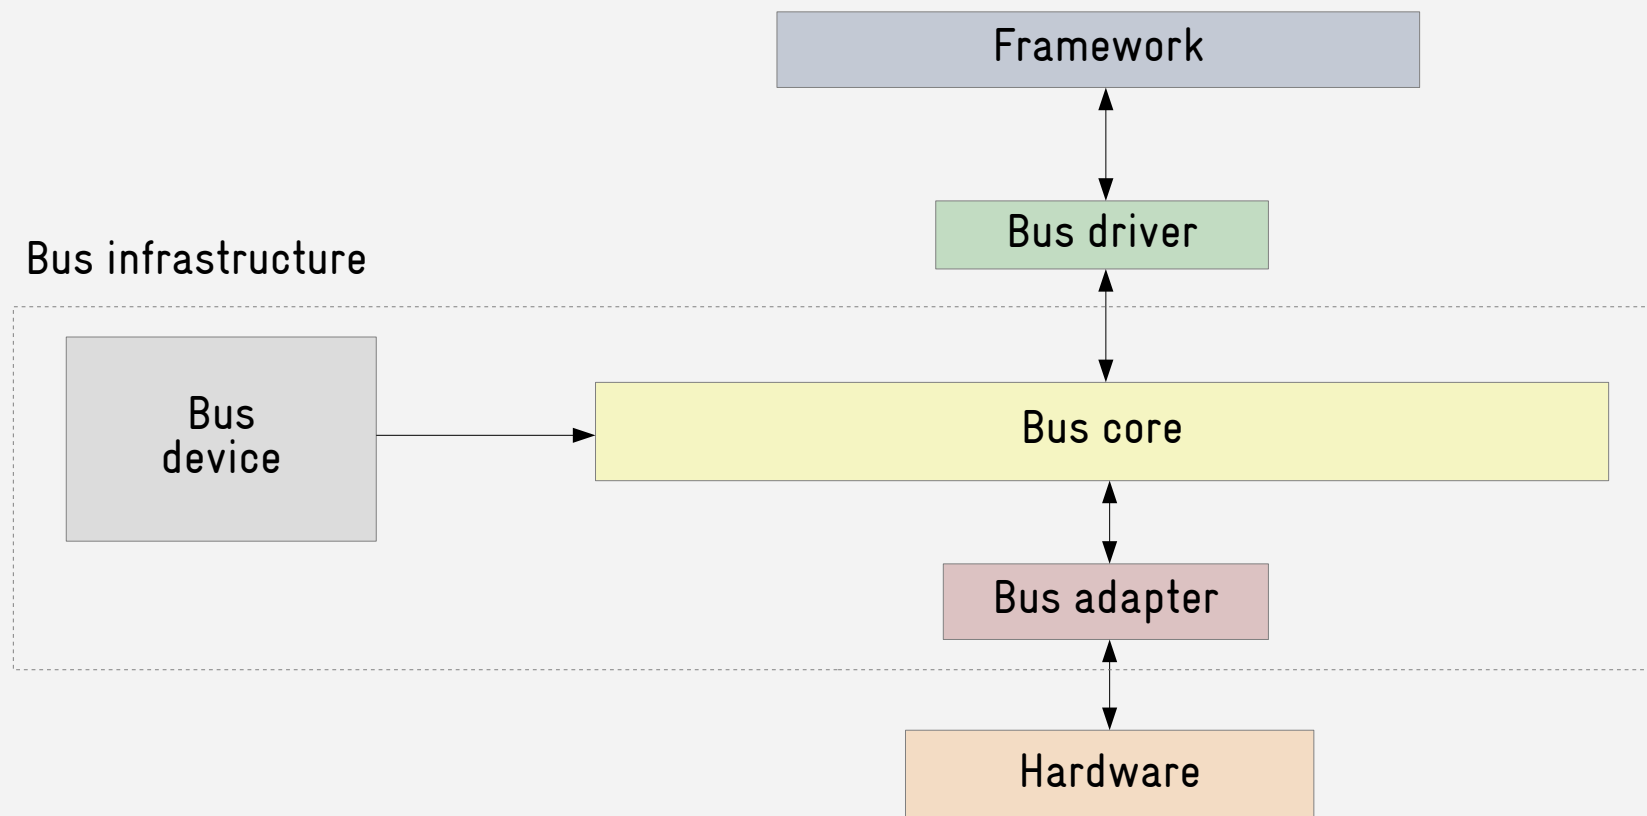 Framework
Bus driver
Bus infrastructure
Bus
device
Bus core
Bus adapter
Hardware